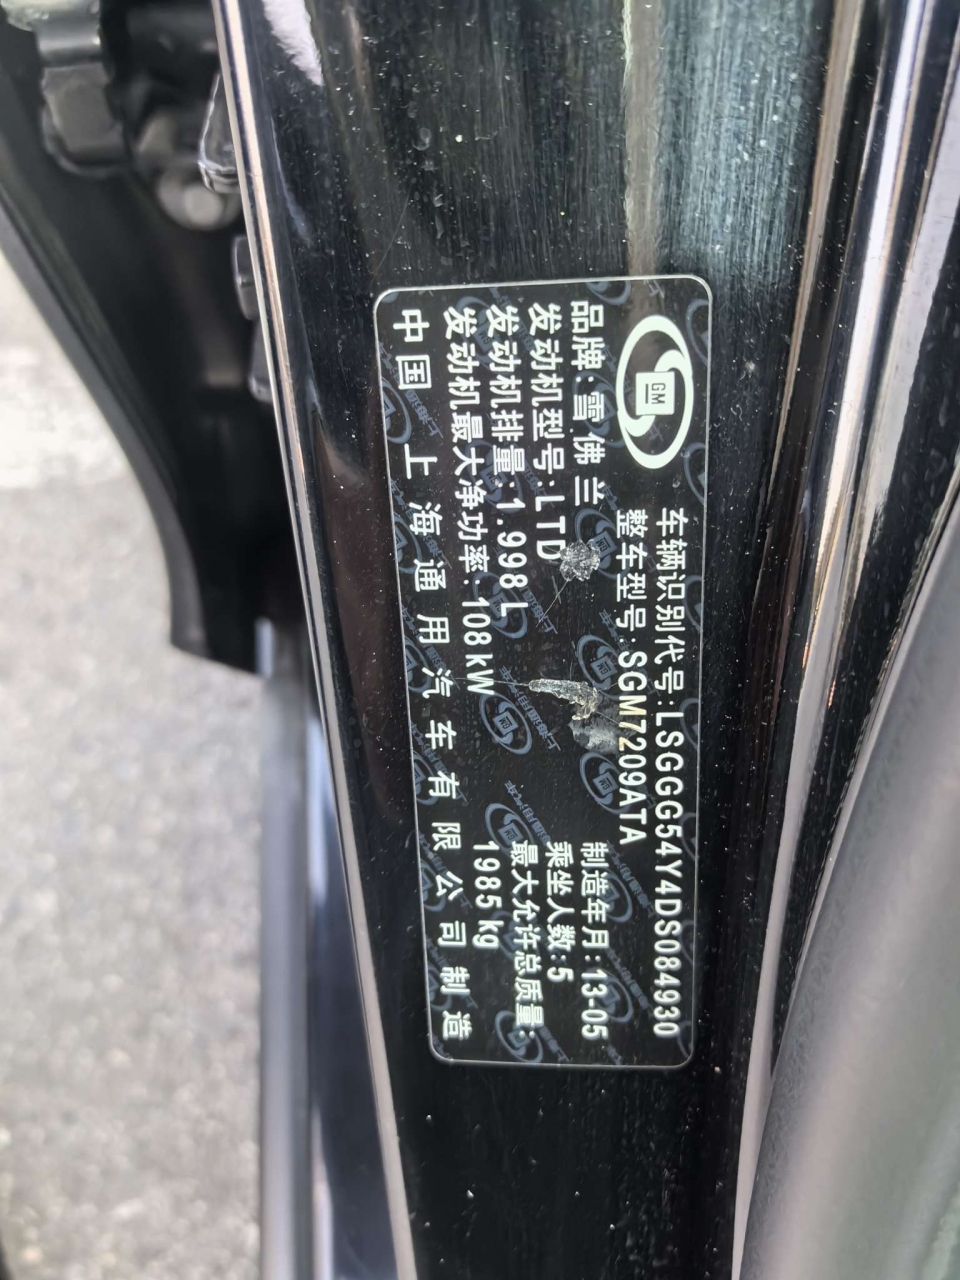 GM
车辆识别代号:LSGGG54Y4DS084930
整车型号:SGM7209ATA
品牌:雪佛兰
制造年月:13-05
发动机型号:LTD
乘坐人数:5
发动机排量:1.998L
最大允许总质量:
1985kg
发动机最大净功率:108kW
中国上海通用汽车有限公司制造